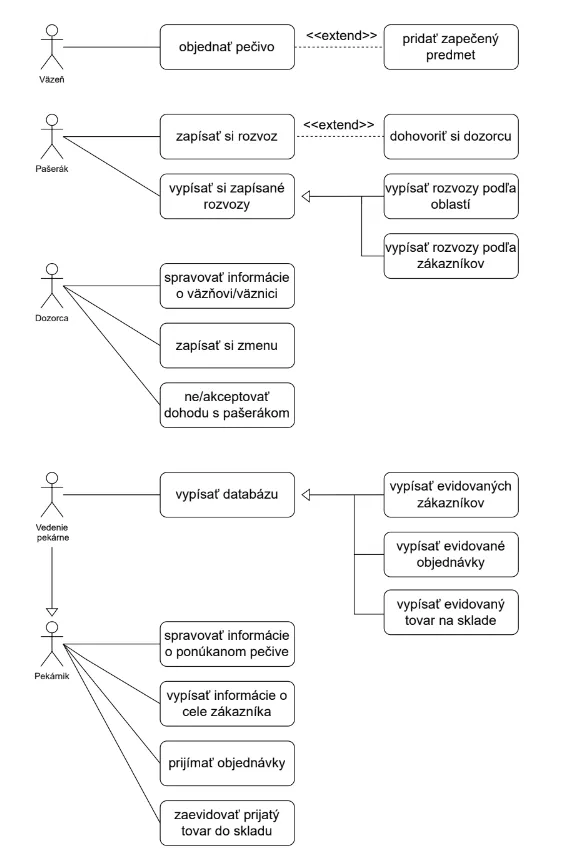 objednať pečivo
<<extend>>
pridať zapečený
predmet
Väzeň
zapísať si rozvoz
<<extend>>
dohovoriť si dozorcu
Pašerák
vypísať si zapísané
rozvozy
vypísať rozvozy podľa
oblastí
vypísať rozvozy podľa
zákazníkov
spravovať informácie
o väzňovi/väznici
Dozorca
zapísať si zmenu
ne/akceptovať
dohodu s pašerákom
vypísať databázu
vypísať evidovaných
zákazníkov
Vedenie
pekárne
vypísať evidované
objednávky
vypísať evidovaný
tovar na sklade
spravovať informácie
o ponúkanom pečive
Pekárnik
vypísať informácie o
cele zákazníka
prijímať objednávky
zaevidovať prijatý
tovar do skladu